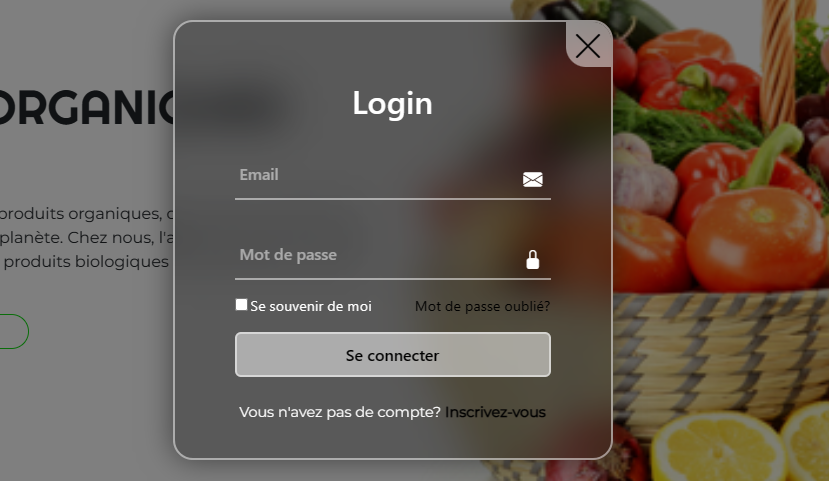 Login
ORGANIC
Email
produits organiques,
planète. Chez nous,
Mot de passe
produits biologiques
Se souvenir de moi Mot de passe oublié?
Se connecter
Vous n'avez pas de compte? Inscrivez-vous